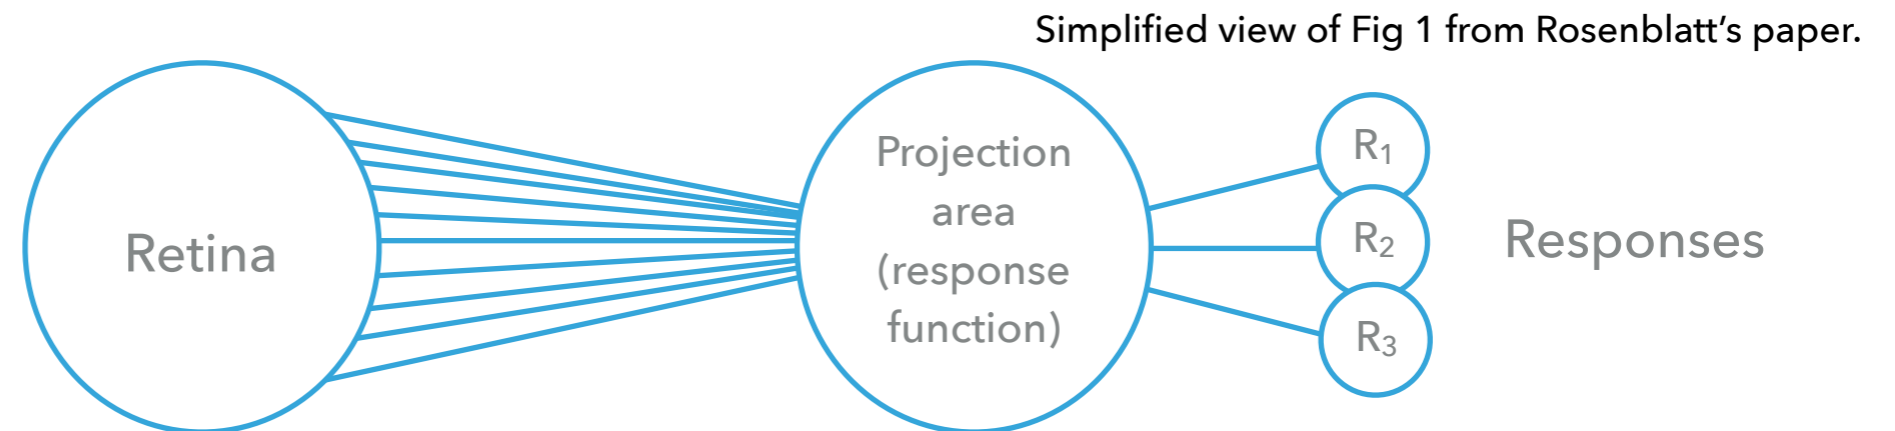 Simplified view of Fig 1 from Rosenblatt’s paper.
Retina
Projection
area
(response
function)
R₁
R₂
R₃
Responses